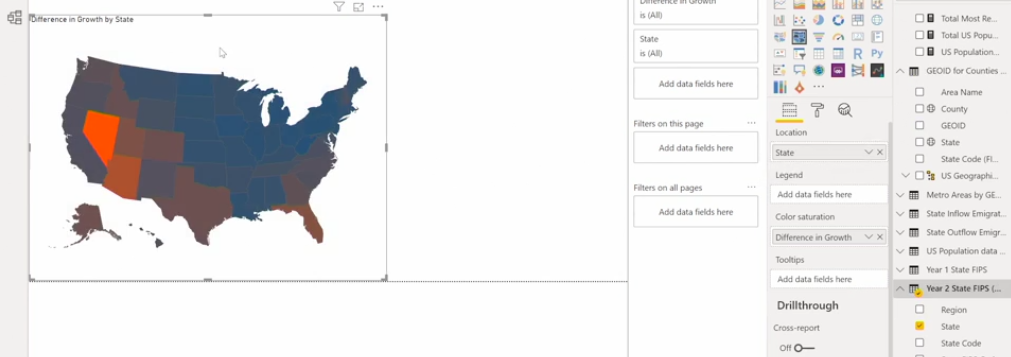 Difference in Growth by State
Difference in Growth
is (All)
State
is (All)
Add data fields here
Filters on this page
Add data fields here
Filters on all pages
Add data fields here
R
Py
Location
State
Legend
Add data fields here
Color saturation
Difference in Growth
Tooltips
Add data fields here
Drillthrough
Cross-report
Off
Total Most Re...
Total US Popu...
US Population...
GEOID for Counties ...
Area Name
County
GEOID
State
State Code (FI...
US Geographi...
Metro Areas by GE...
State Inflow Emigrat...
State Outflow Emigr...
US Population data ...
Year 1 State FIPS
Year 2 State FIPS (...
Region
State
State Code